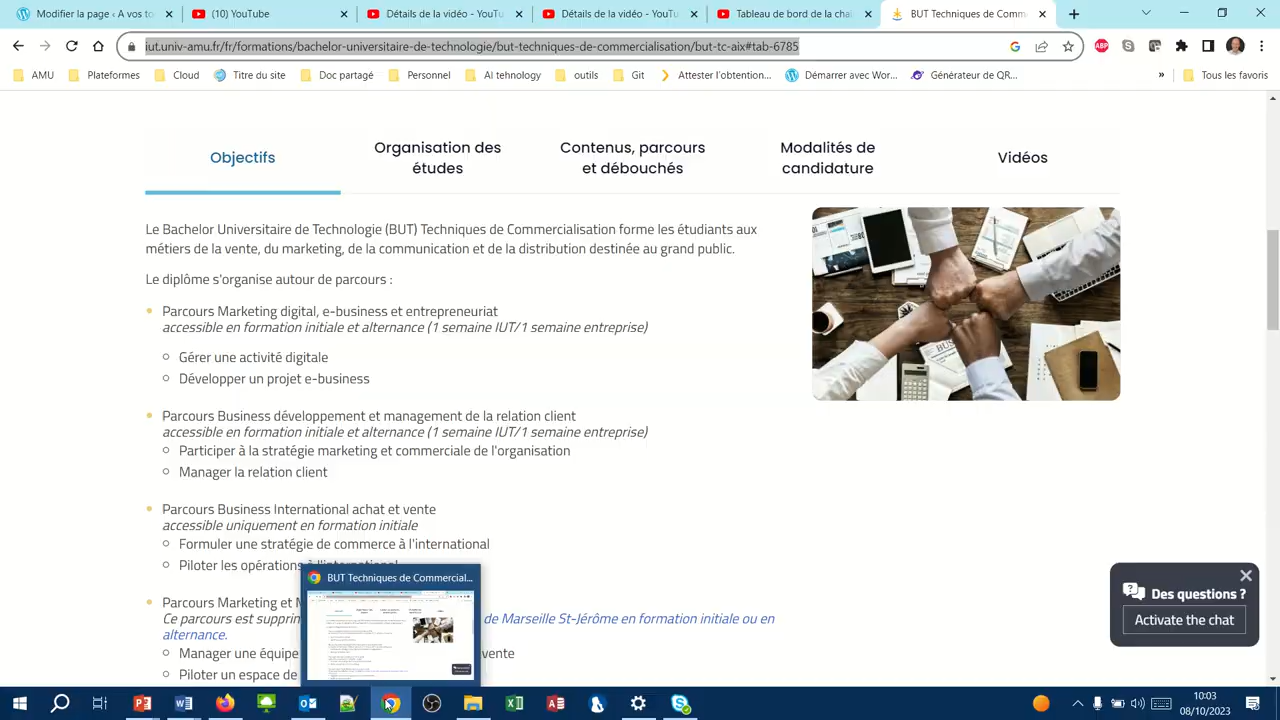 Modifier la vidéo - YouTu
(10) YouTube
Détails de la vidéo - YouTu
Tableau de la chaî
BUT Techniques de Comm
iut.univ-amu.fr/fr/formations/bachelor-universitaire-de-technologie/but-techniques-de-commercialisation/but-tc-aix#tab-6785
AMU Plateformes Cloud Titre du site Doc partagé Personnel AI tehnology outils Git Attester l'obtention... Démarrer avec Wor... Générateur de QR... » Tous les favoris
Objectifs
Organisation des
études
Contenus, parcours
et débouchés
Modalités de
candidature
Vidéos
Le Bachelor Universitaire de Technologie (BUT) Techniques de Commercialisation forme les étudiants aux
métiers de la vente, du marketing, de la communication et de la distribution destinée au grand public.
Le diplôme s'organise autour de parcours :
Parcours Marketing digital, e-business et entrepreneuriat
accessible en formation initiale et alternance (1 semaine IUT/1 semaine entreprise)
Gérer une activité digitale
Développer un projet e-business
Parcours Business développement et management de la relation client
accessible en formation initiale et alternance (1 semaine IUT/1 semaine entreprise)
Participer à la stratégie marketing et commerciale de l'organisation
Manager la relation client
Parcours Business International achat et vente
accessible uniquement en formation initiale
Formuler une stratégie de commerce à l'international
Piloter les opérations à l'international
BUT Techniques de Commercial...
Parcours Marketing et M
Ce parcours est supprim de Marseille St-Jérôme en formation initiale ou en
alternance.
Manager une équipe vente
Piloter un espace de
Des questions ?
Activate the chat
ABP
10:03
08/10/2023